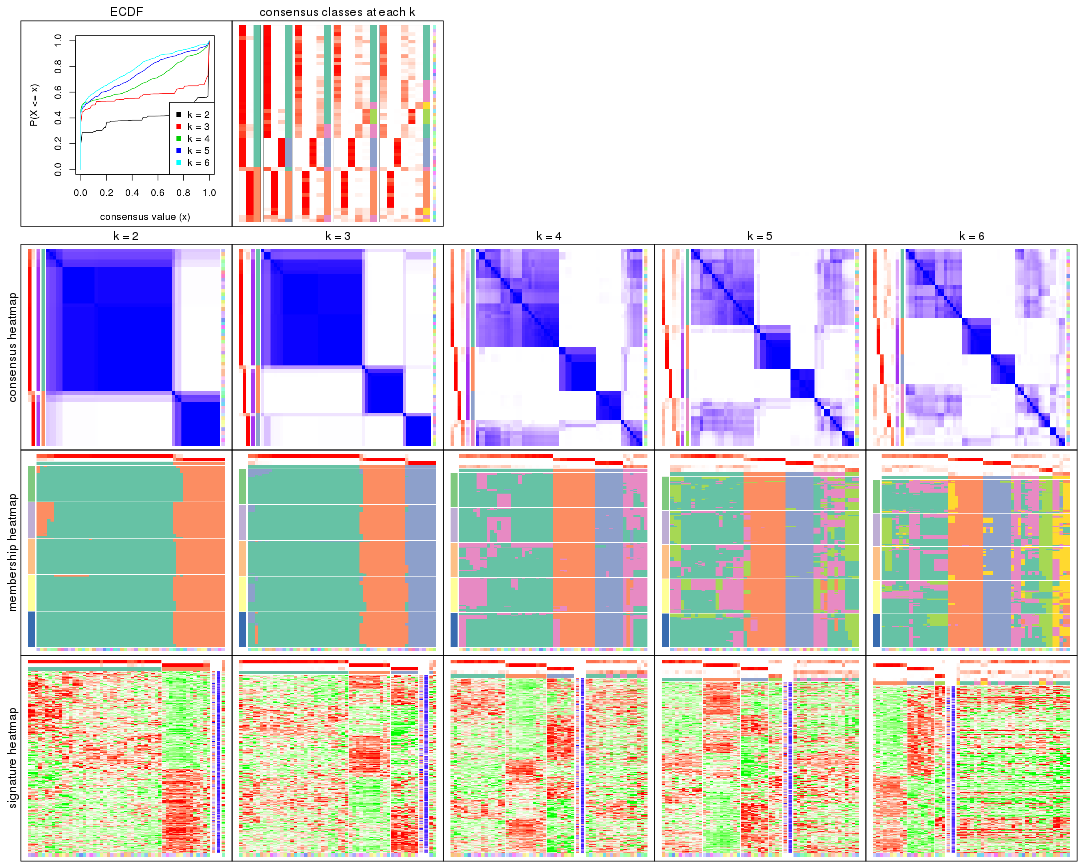 ECDF
consensus classes at each k
P(X <= x)
0.0 0.2 0.4 0.6 0.8 1.0
k = 2
k = 3
k = 4
k = 5
k = 6
0.0 0.2 0.4 0.6 0.8 1.0
consensus value (x)
k = 2
k = 3
k = 4
k = 5
k = 6
consensus heatmap
membership heatmap
signature heatmap